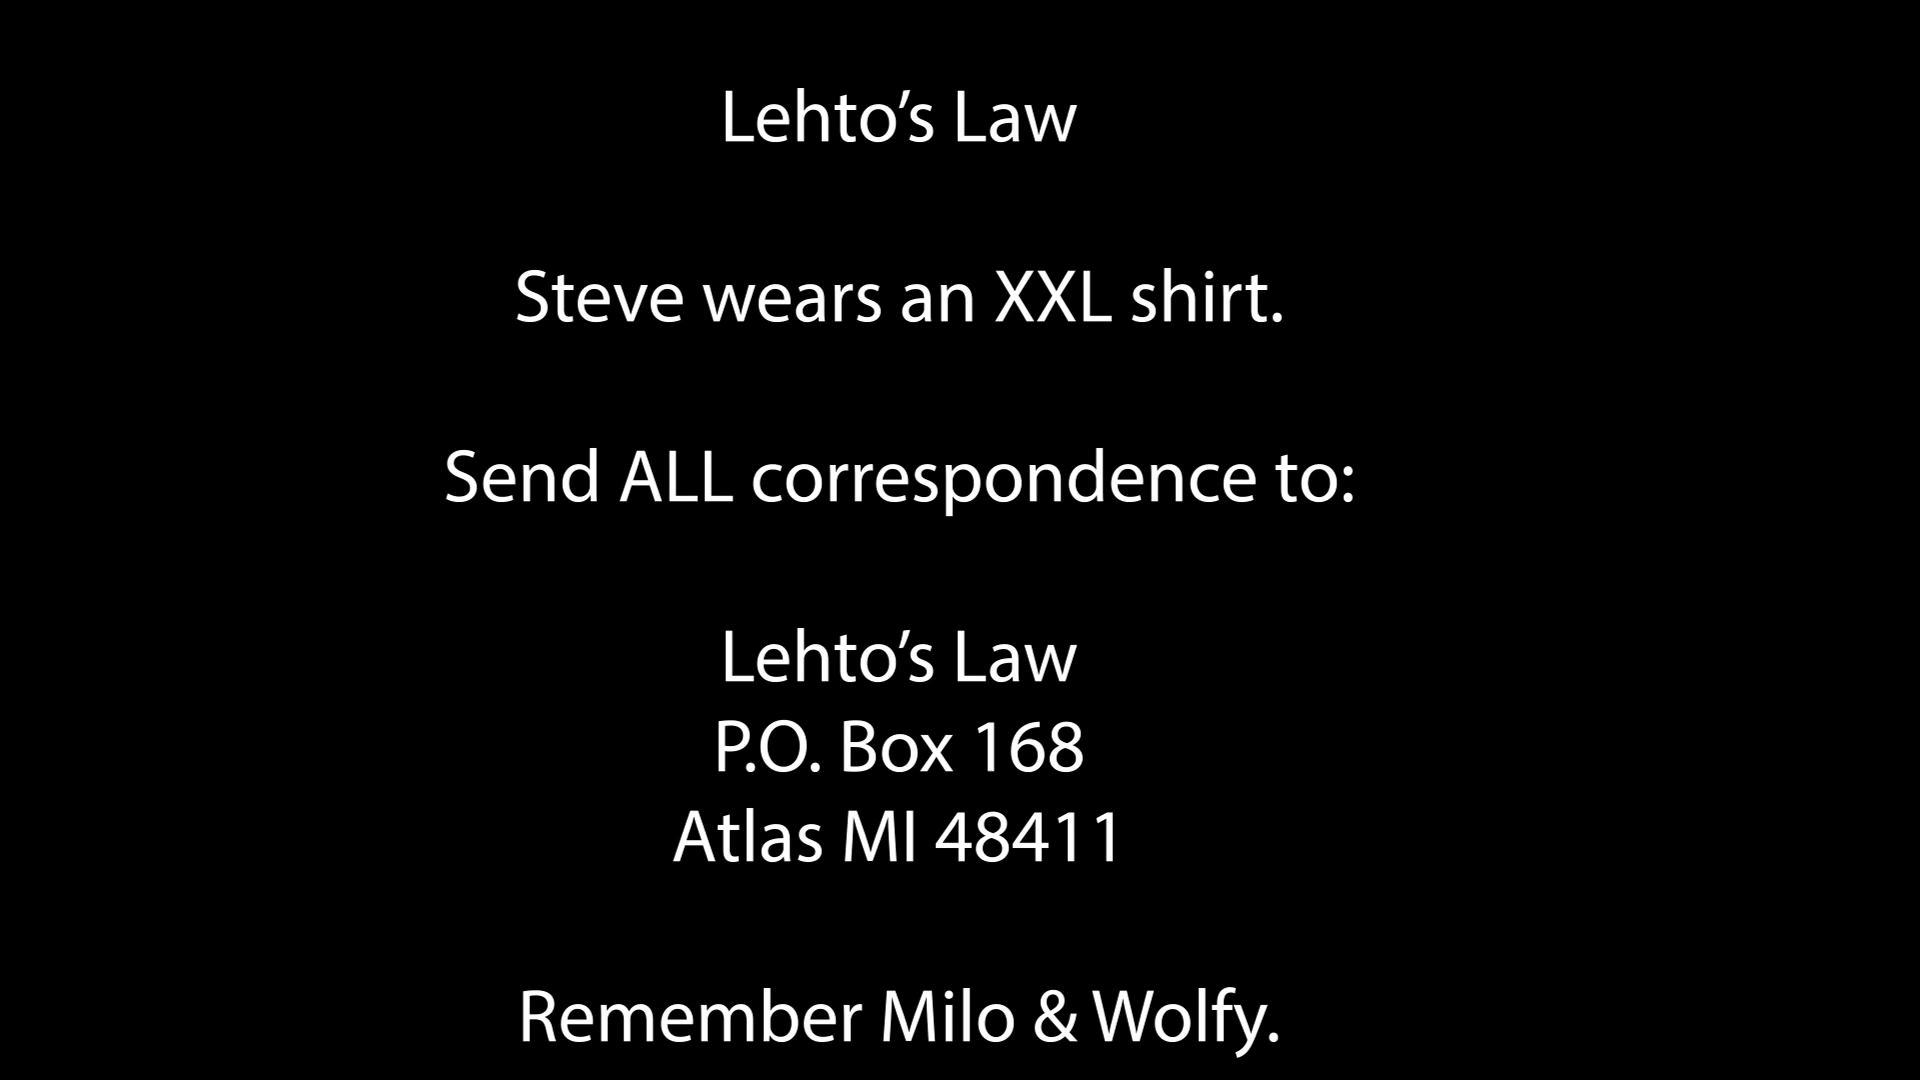 Lehto’s Law
Steve wears an XXL shirt.
Send ALL correspondence to:
Lehto’s Law
P.O. Box 168
Atlas MI 48411
Remember Milo & Wolfy.